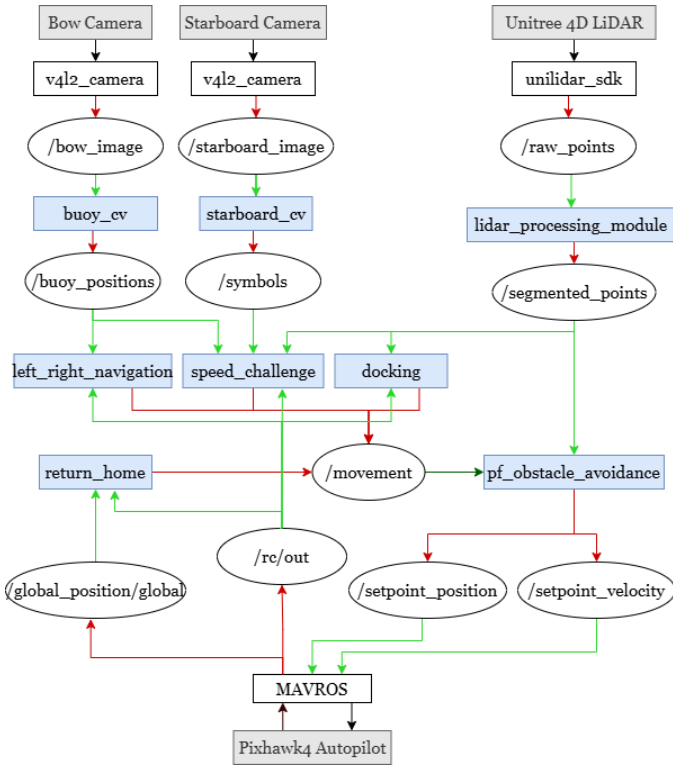 Bow Camera
Starboard Camera
Unitree 4D LiDAR
v4l2_camera
v4l2_camera
unilidar_sdk
/bow_image
/starboard_image
/raw_points
buoy_cv
starboard_cv
lidar_processing_module
/buoy_positions
/symbols
/segmented_points
left_right_navigation
speed_challenge
docking
return_home
/movement
pf_obstacle_avoidance
/rc/out
/global_position/global
/setpoint_position
/setpoint_velocity
MAVROS
Pixhawk4 Autopilot